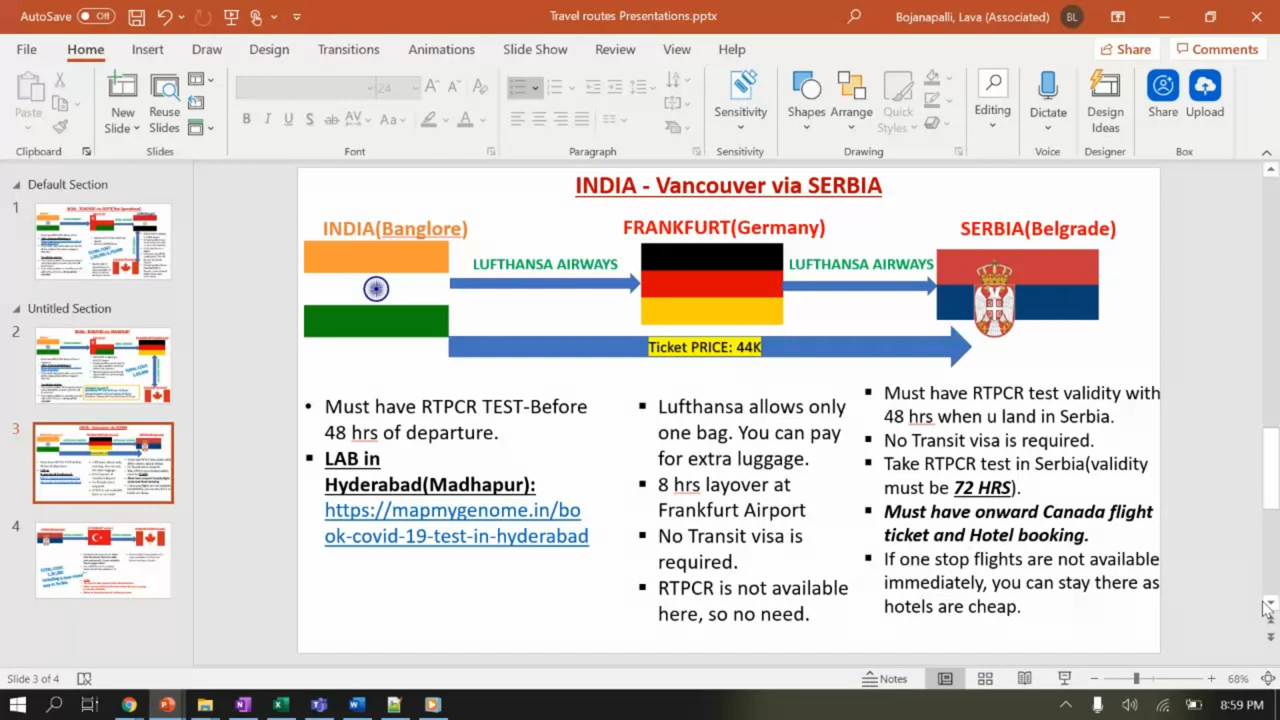 AutoSave Off Travel routes Presentations.pptx Bojanapalli, Lava (Associated) BL
File Home Insert Draw Design Transitions Animations Slide Show Review View Help Share Comments
Paste New Slide Reuse Slides Sensitivity Shapes Arrange Quick Styles Editing Dictate Design Ideas Share Upload
Clipboard Slides Font Paragraph Sensitivity Drawing Voice Designer Box
24
Default Section
1
Untitled Section
2
3
4
INDIA - Vancouver via SERBIA
INDIA(Banglore)
FRANKFURT(Germany)
SERBIA(Belgrade)
LUFTHANSA AIRWAYS
LUFTHANSA AIRWAYS
Ticket PRICE: 44K
• Must have RTPCR TEST-Before
48 hrs of departure.
▪ LAB in
Hyderabad(Madhapur):
https://mapmygenome.in/bo
ok-covid-19-test-in-hyderabad
▪ Lufthansa allows only
one bag. You can pay
for extra luggage.
▪ 8 hrs layover at
Frankfurt Airport
▪ No Transit visa is
required.
▪ RTPCR is not available
here, so no need.
▪ Must have RTPCR test validity with
48 hrs when u land in Serbia.
▪ No Transit visa is required.
▪ Take RTPCR test in Serbia(validity
must be 72 HRS).
▪ Must have onward Canada flight
ticket and Hotel booking.
▪ If one stop flights are not available
immediately, you can stay there as
hotels are cheap.
Slide 3 of 4 Notes 68%
8:59 PM